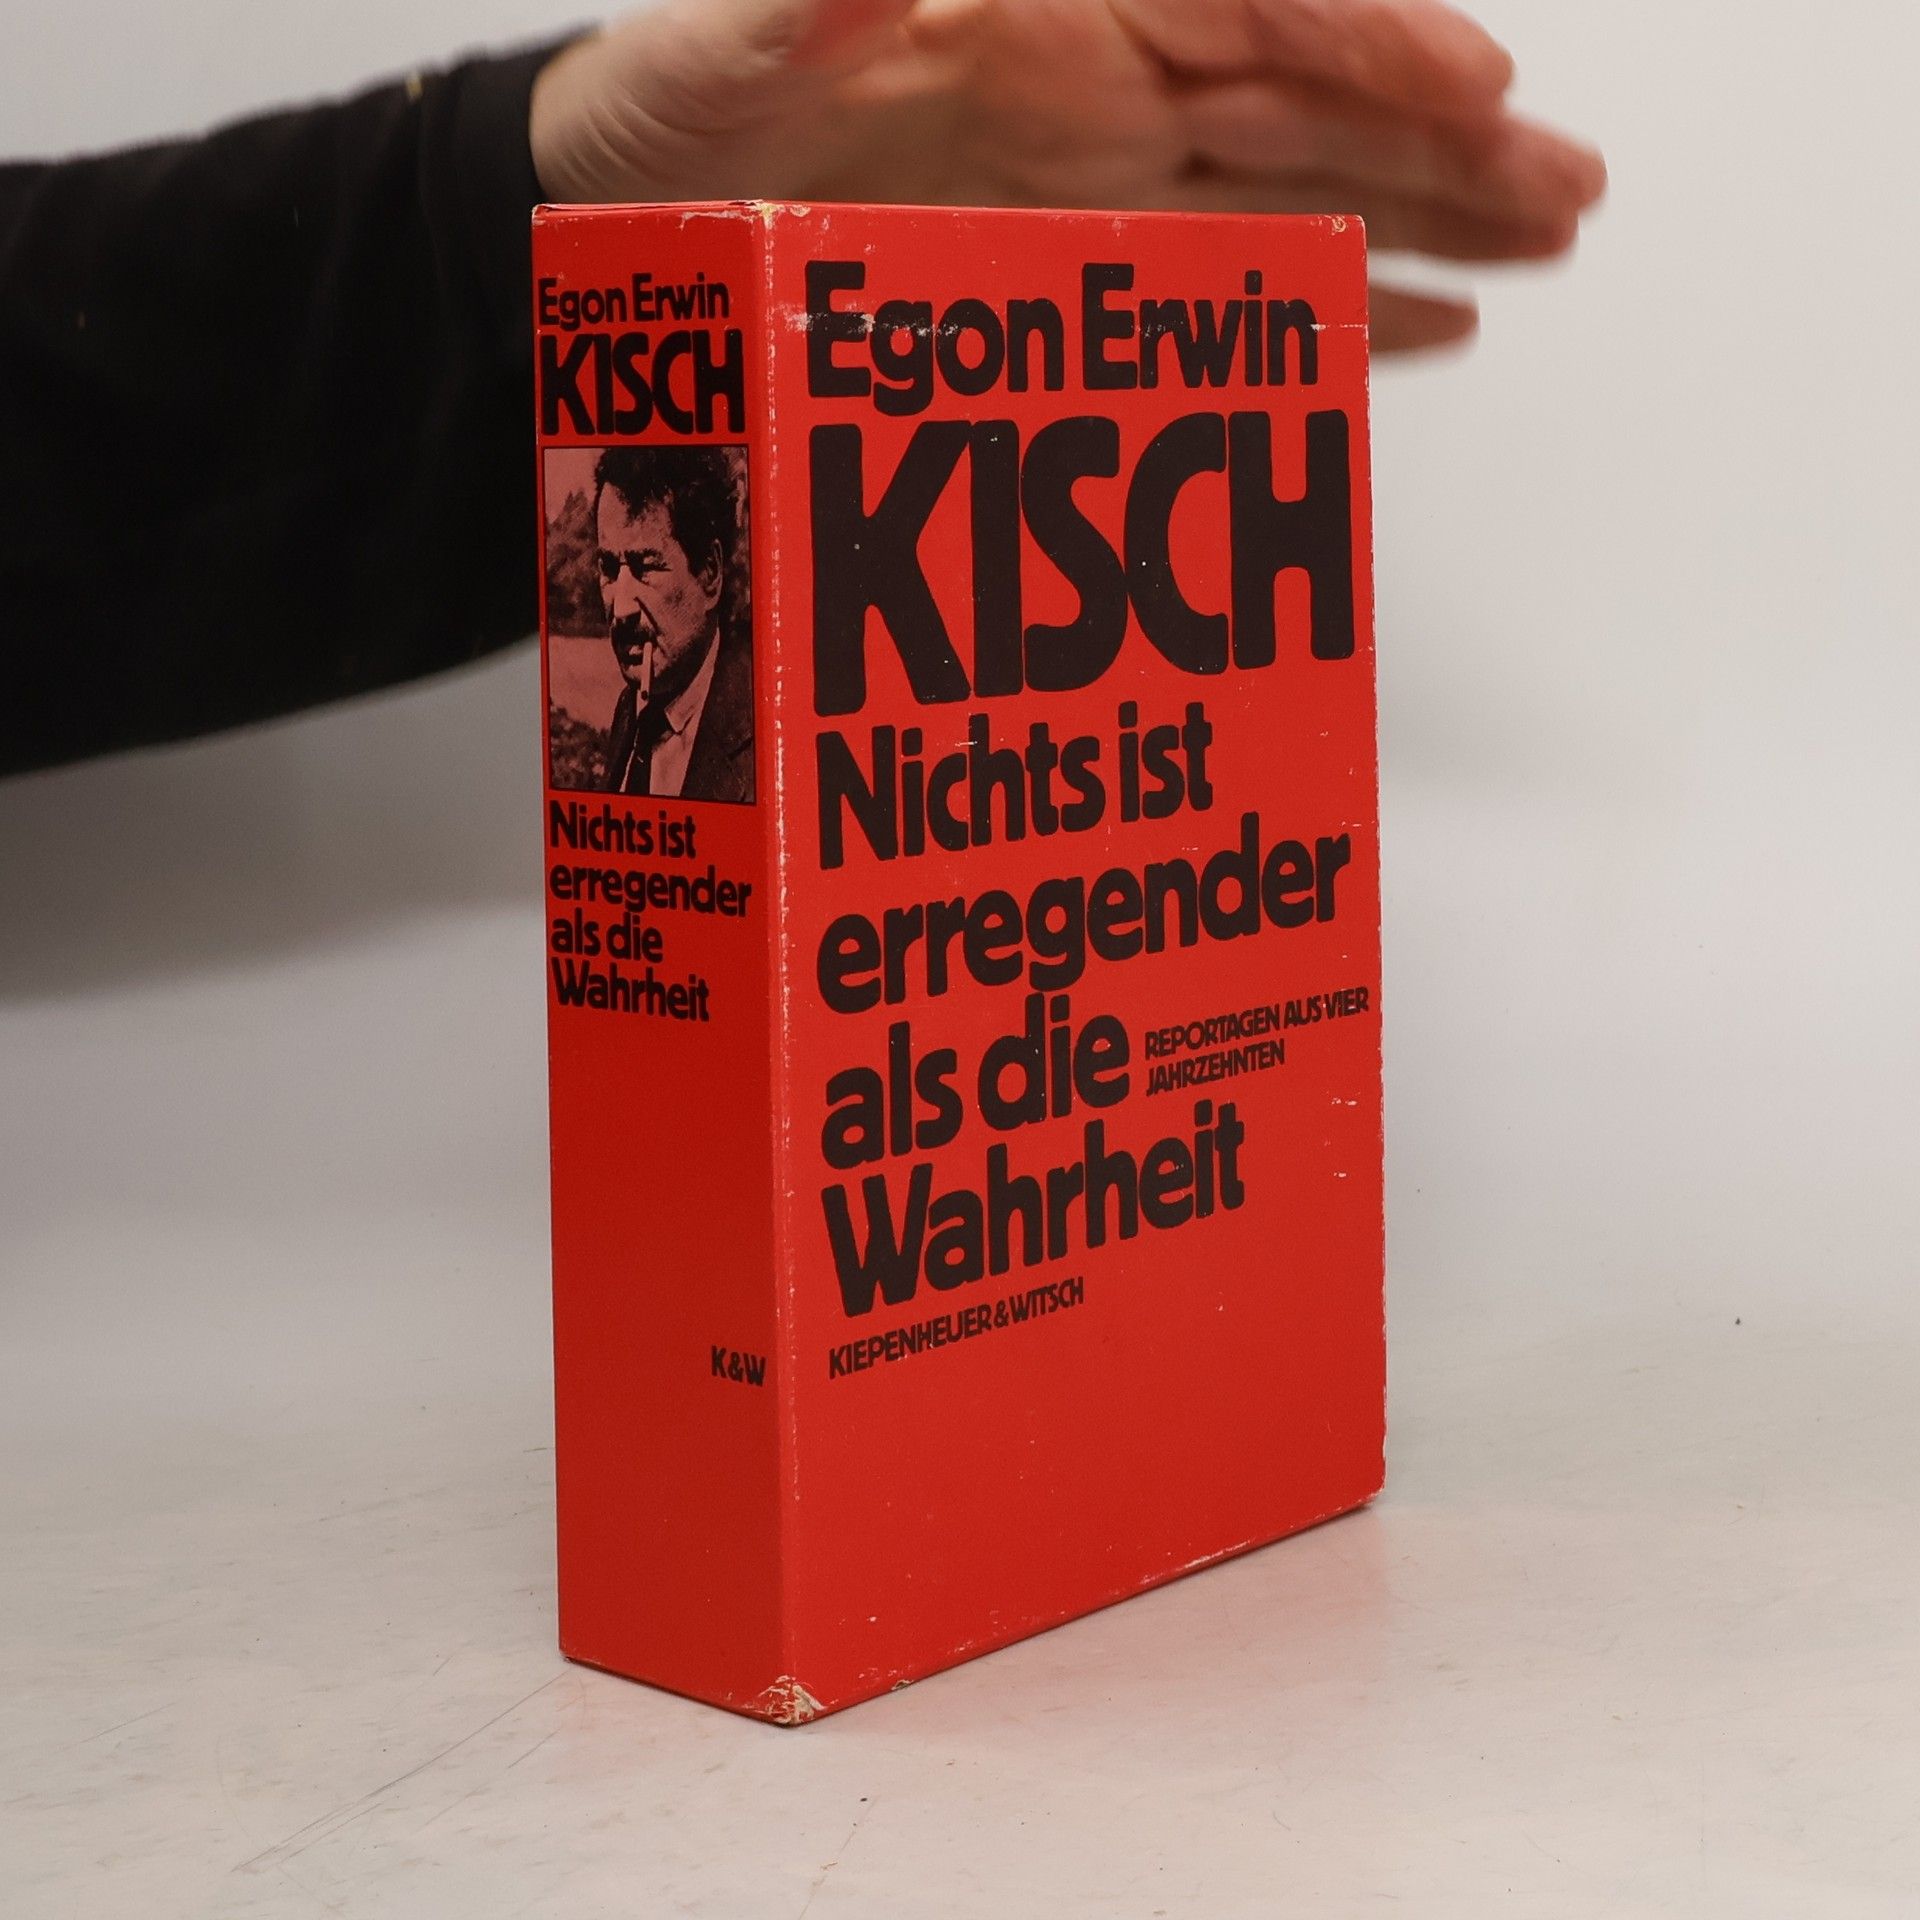 Egon Erwin
KISCH
Nichts ist
erregender
als die
Wahrheit
K&W
Egon Erwin
KISCH
Nichts ist
erregender
als die
REPORTAGEN AUS VIER
JAHRZEHNTEN
Wahrheit
KIEPENHEUER&WITSCH